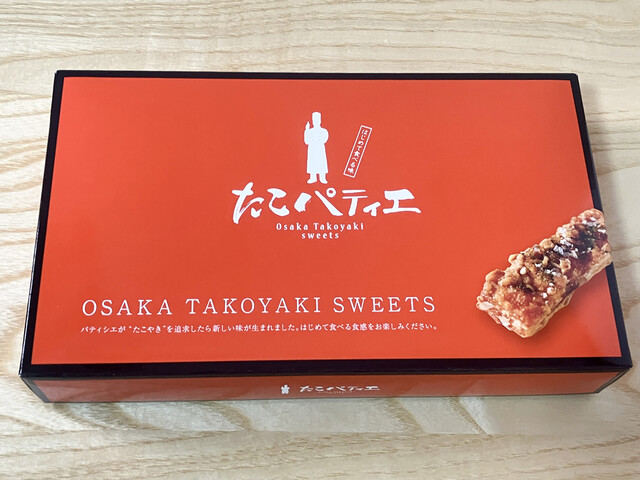 はじめて食べる味
たこパティエ
Osaka Takoyaki
sweets
OSAKA TAKOYAKI SWEETS
パティシエが“たこやき”を追求したら新しい味が生まれました。はじめて食べる食感をお楽しみください。
たこパティエ